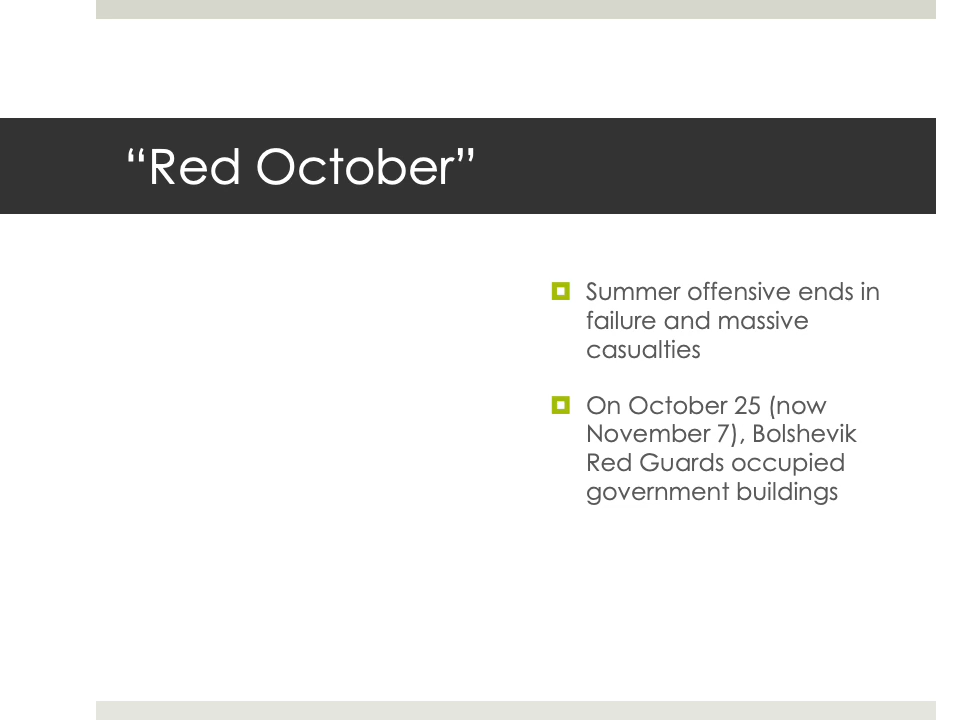 “Red October”
Summer offensive ends in
failure and massive
casualties
On October 25 (now
November 7), Bolshevik
Red Guards occupied
government buildings